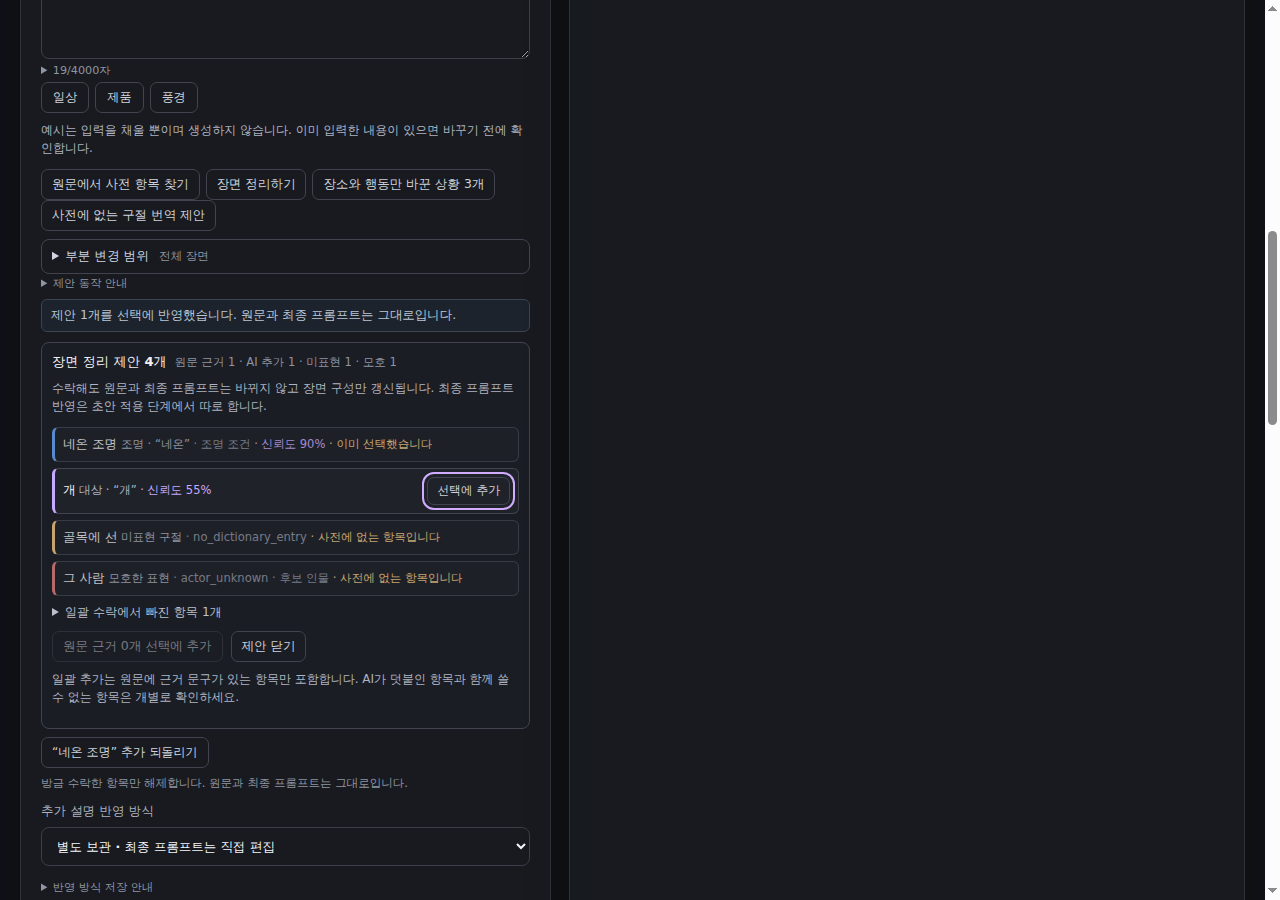 19/4000자
일상 제품 풍경
예시는 입력을 채울 뿐이며 생성하지 않습니다. 이미 입력한 내용이 있으면 바꾸기 전에 확
인합니다.
원문에서 사전 항목 찾기 장면 정리하기 장소와 행동만 바꾼 상황 3개
사전에 없는 구절 번역 제안
부분 변경 범위 전체 장면
제안 동작 안내
제안 1개를 선택에 반영했습니다. 원문과 최종 프롬프트는 그대로입니다.
장면 정리 제안 4개 원문 근거 1 · AI 추가 1 · 미표현 1 · 모호 1
수락해도 원문과 최종 프롬프트는 바뀌지 않고 장면 구성만 갱신됩니다. 최종 프롬프트
반영은 초안 적용 단계에서 따로 합니다.
네온 조명 조명 · “네온” · 조명 조건 · 신뢰도 90% · 이미 선택했습니다
개 대상 · “개” · 신뢰도 55% 선택에 추가
골목에 선 미표현 구절 · no_dictionary_entry · 사전에 없는 항목입니다
그 사람 모호한 표현 · actor_unknown · 후보 인물 · 사전에 없는 항목입니다
일괄 수락에서 빠진 항목 1개
원문 근거 0개 선택에 추가 제안 닫기
일괄 추가는 원문에 근거 문구가 있는 항목만 포함합니다. AI가 덧붙인 항목과 함께 쓸
수 없는 항목은 개별로 확인하세요.
“네온 조명” 추가 되돌리기
방금 수락한 항목만 해제합니다. 원문과 최종 프롬프트는 그대로입니다.
추가 설명 반영 방식
별도 보관 · 최종 프롬프트는 직접 편집
반영 방식 저장 안내